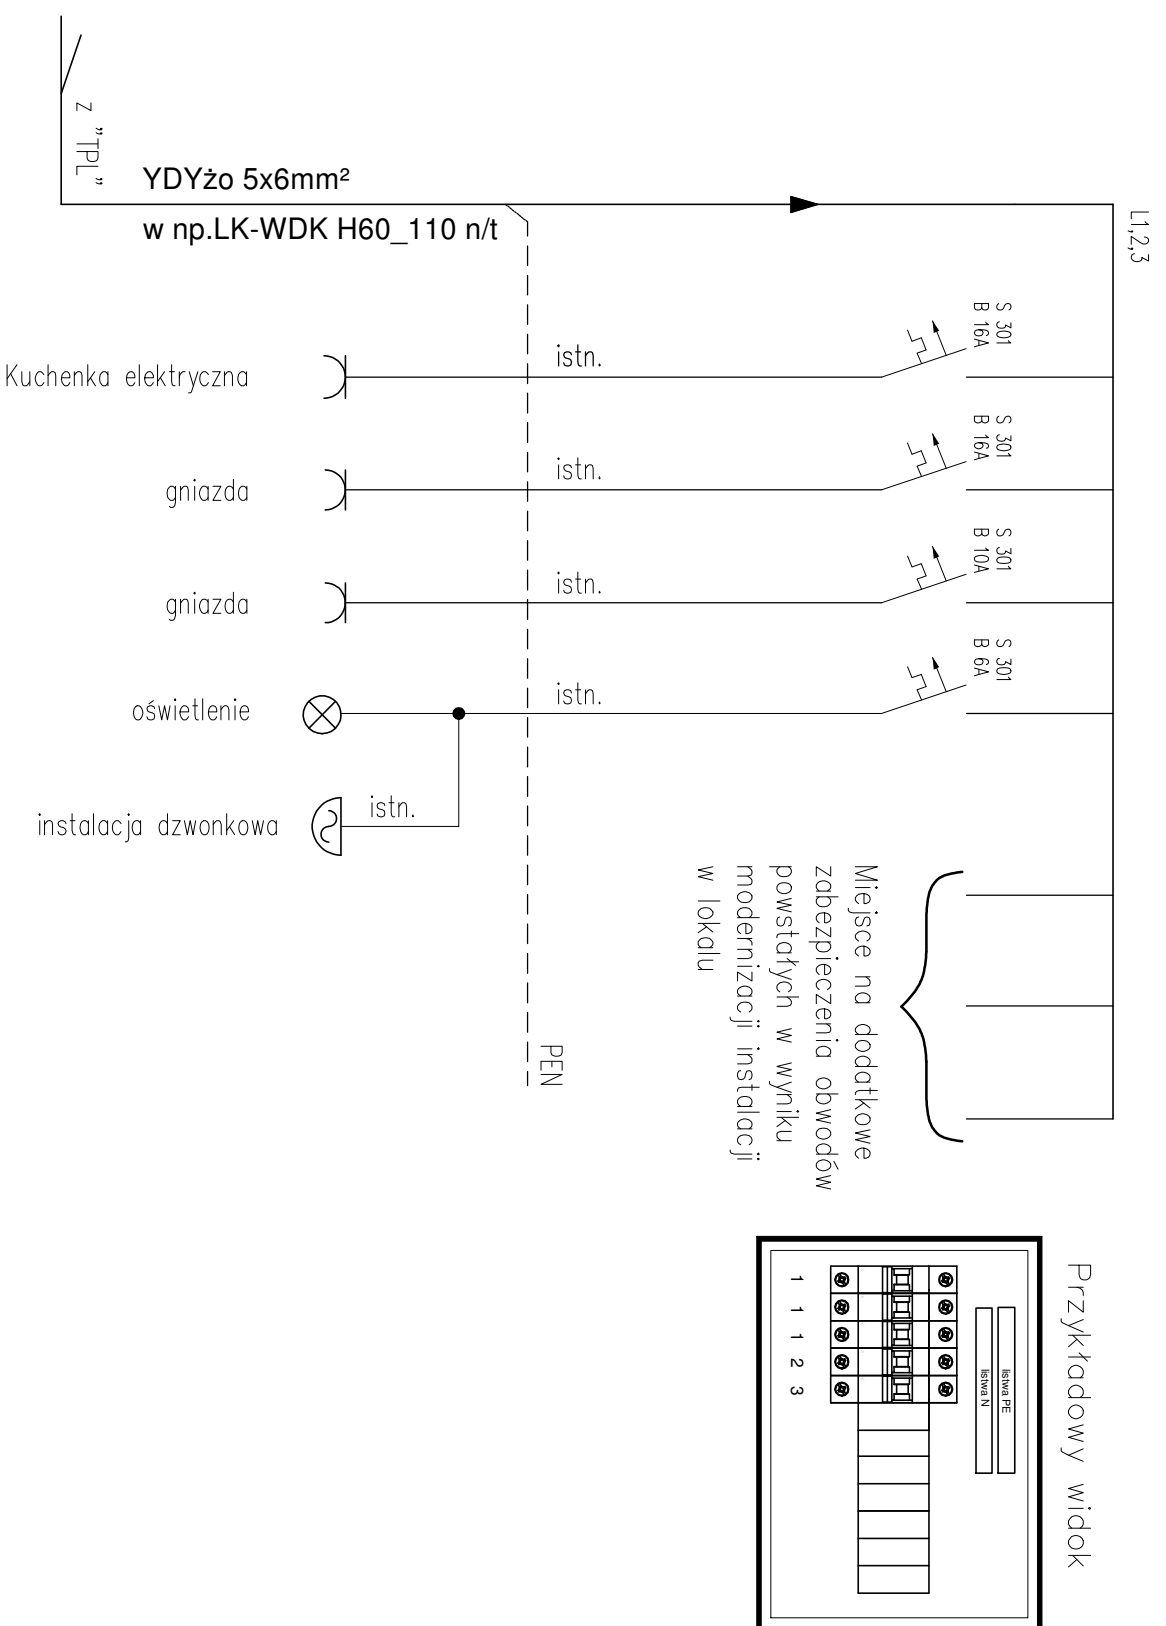 z "TPL"
YDYżo 5x6mm²
w np.LK-WDK H60_110 n/t
L1,2,3
S 301
B 16A
istn.
Kuchenka elektryczna
S 301
B 16A
istn.
gniazda
S 301
B 10A
istn.
gniazda
S 301
B 6A
istn.
oświetlenie
istn.
instalacja dzwonkowa
Miejsce na dodatkowe
zabezpieczenia obwodów
powstałych w wyniku
modernizacji instalacji
w lokalu
PEN
Przykładowy widok
listwa PE
listwa N
1 1 1 2 3